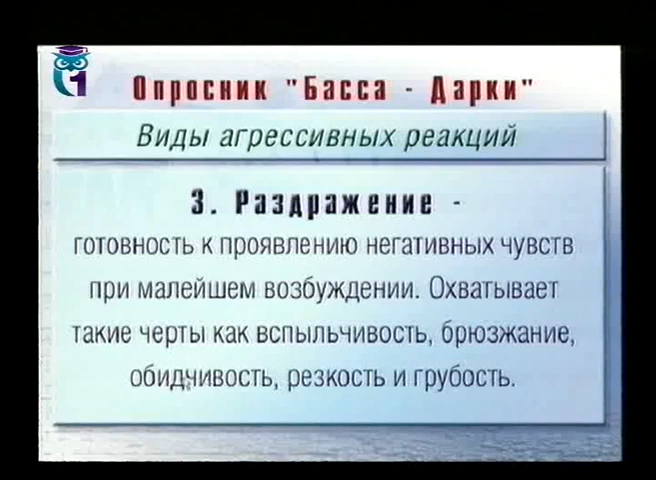 1
Опросник "Басса - Дарки"
Виды агрессивных реакций
3. Раздражение -
готовность к проявлению негативных чувств
при малейшем возбуждении. Охватывает
такие черты как вспыльчивость, брюзжание,
обидчивость, резкость и грубость.